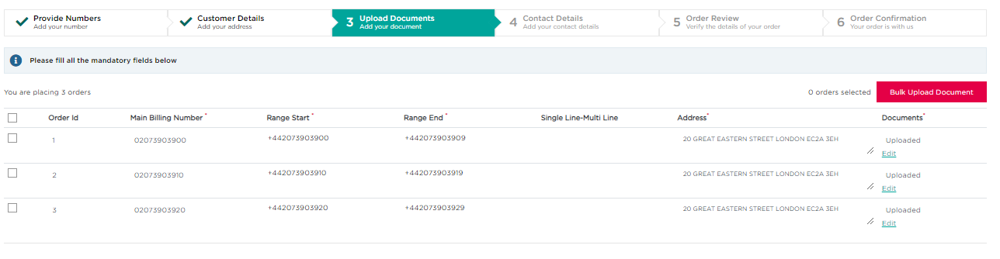 Provide Numbers
Add your number
Customer Details
Add your address
3 Upload Documents
Add your document
4 Contact Details
Add your contact details
5 Order Review
Verify the details of your order
6 Order Confirmation
Your order is with us
i Please fill all the mandatory fields below
You are placing 3 orders 0 orders selected Bulk Upload Document
Order Id Main Billing Number * Range Start * Range End * Single Line-Multi Line Address* Documents*
1 02073903900 +442073903900 +442073903909 20 GREAT EASTERN STREET LONDON EC2A 3EH Uploaded
Edit
2 02073903910 +442073903910 +442073903919 20 GREAT EASTERN STREET LONDON EC2A 3EH Uploaded
Edit
3 02073903920 +442073903920 +442073903929 20 GREAT EASTERN STREET LONDON EC2A 3EH Uploaded
Edit